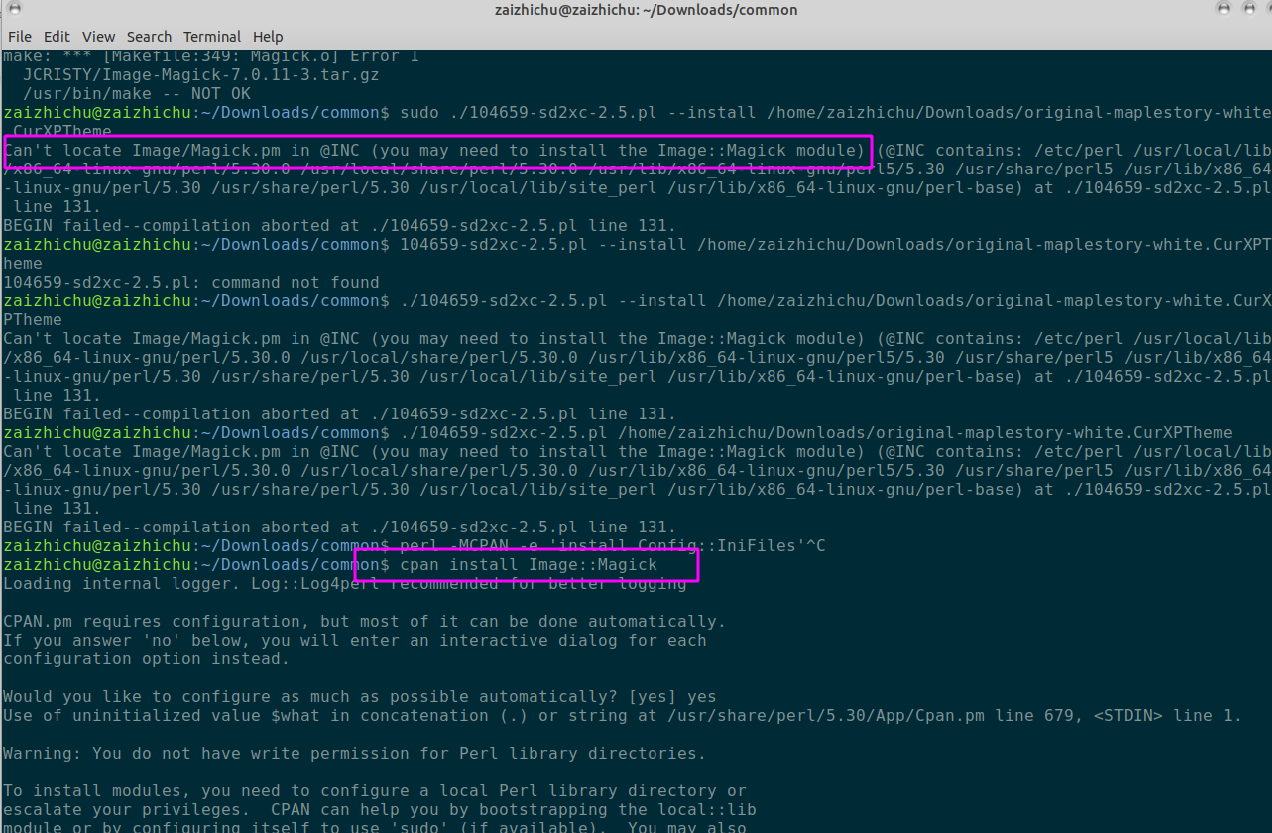 zaizhichu@zaizhichu: ~/Downloads/common
File Edit View Search Terminal Help
make: *** [Makefile:349: Magick.o] Error 1
  JCRISTY/Image-Magick-7.0.11-3.tar.gz
  /usr/bin/make -- NOT OK
zaizhichu@zaizhichu:~/Downloads/common$ sudo ./104659-sd2xc-2.5.pl --install /home/zaizhichu/Downloads/original-maplestory-white
.CurXPTheme
Can't locate Image/Magick.pm in @INC (you may need to install the Image::Magick module) (@INC contains: /etc/perl /usr/local/lib
/x86_64-linux-gnu/perl/5.30.0 /usr/local/share/perl/5.30.0 /usr/lib/x86_64-linux-gnu/perl5/5.30 /usr/share/perl5 /usr/lib/x86_64
-linux-gnu/perl/5.30 /usr/share/perl/5.30 /usr/local/lib/site_perl /usr/lib/x86_64-linux-gnu/perl-base) at ./104659-sd2xc-2.5.pl
 line 131.
BEGIN failed--compilation aborted at ./104659-sd2xc-2.5.pl line 131.
zaizhichu@zaizhichu:~/Downloads/common$ 104659-sd2xc-2.5.pl --install /home/zaizhichu/Downloads/original-maplestory-white.CurXPT
heme
104659-sd2xc-2.5.pl: command not found
zaizhichu@zaizhichu:~/Downloads/common$ ./104659-sd2xc-2.5.pl --install /home/zaizhichu/Downloads/original-maplestory-white.CurX
PTheme
Can't locate Image/Magick.pm in @INC (you may need to install the Image::Magick module) (@INC contains: /etc/perl /usr/local/lib
/x86_64-linux-gnu/perl/5.30.0 /usr/local/share/perl/5.30.0 /usr/lib/x86_64-linux-gnu/perl5/5.30 /usr/share/perl5 /usr/lib/x86_64
-linux-gnu/perl/5.30 /usr/share/perl/5.30 /usr/local/lib/site_perl /usr/lib/x86_64-linux-gnu/perl-base) at ./104659-sd2xc-2.5.pl
 line 131.
BEGIN failed--compilation aborted at ./104659-sd2xc-2.5.pl line 131.
zaizhichu@zaizhichu:~/Downloads/common$ ./104659-sd2xc-2.5.pl /home/zaizhichu/Downloads/original-maplestory-white.CurXPTheme
Can't locate Image/Magick.pm in @INC (you may need to install the Image::Magick module) (@INC contains: /etc/perl /usr/local/lib
/x86_64-linux-gnu/perl/5.30.0 /usr/local/share/perl/5.30.0 /usr/lib/x86_64-linux-gnu/perl5/5.30 /usr/share/perl5 /usr/lib/x86_64
-linux-gnu/perl/5.30 /usr/share/perl/5.30 /usr/local/lib/site_perl /usr/lib/x86_64-linux-gnu/perl-base) at ./104659-sd2xc-2.5.pl
 line 131.
BEGIN failed--compilation aborted at ./104659-sd2xc-2.5.pl line 131.
zaizhichu@zaizhichu:~/Downloads/common$ perl -MCPAN -e 'install Config::IniFiles'^C
zaizhichu@zaizhichu:~/Downloads/common$ cpan install Image::Magick
Loading internal logger. Log::Log4perl recommended for better logging

CPAN.pm requires configuration, but most of it can be done automatically.
If you answer 'no' below, you will enter an interactive dialog for each
configuration option instead.

Would you like to configure as much as possible automatically? [yes] yes
Use of uninitialized value $what in concatenation (.) or string at /usr/share/perl/5.30/App/Cpan.pm line 679, <STDIN> line 1.

Warning: You do not have write permission for Perl library directories.

To install modules, you need to configure a local Perl library directory or
escalate your privileges.  CPAN can help you by bootstrapping the local::lib
module or by configuring itself to use 'sudo' (if available).  You may also